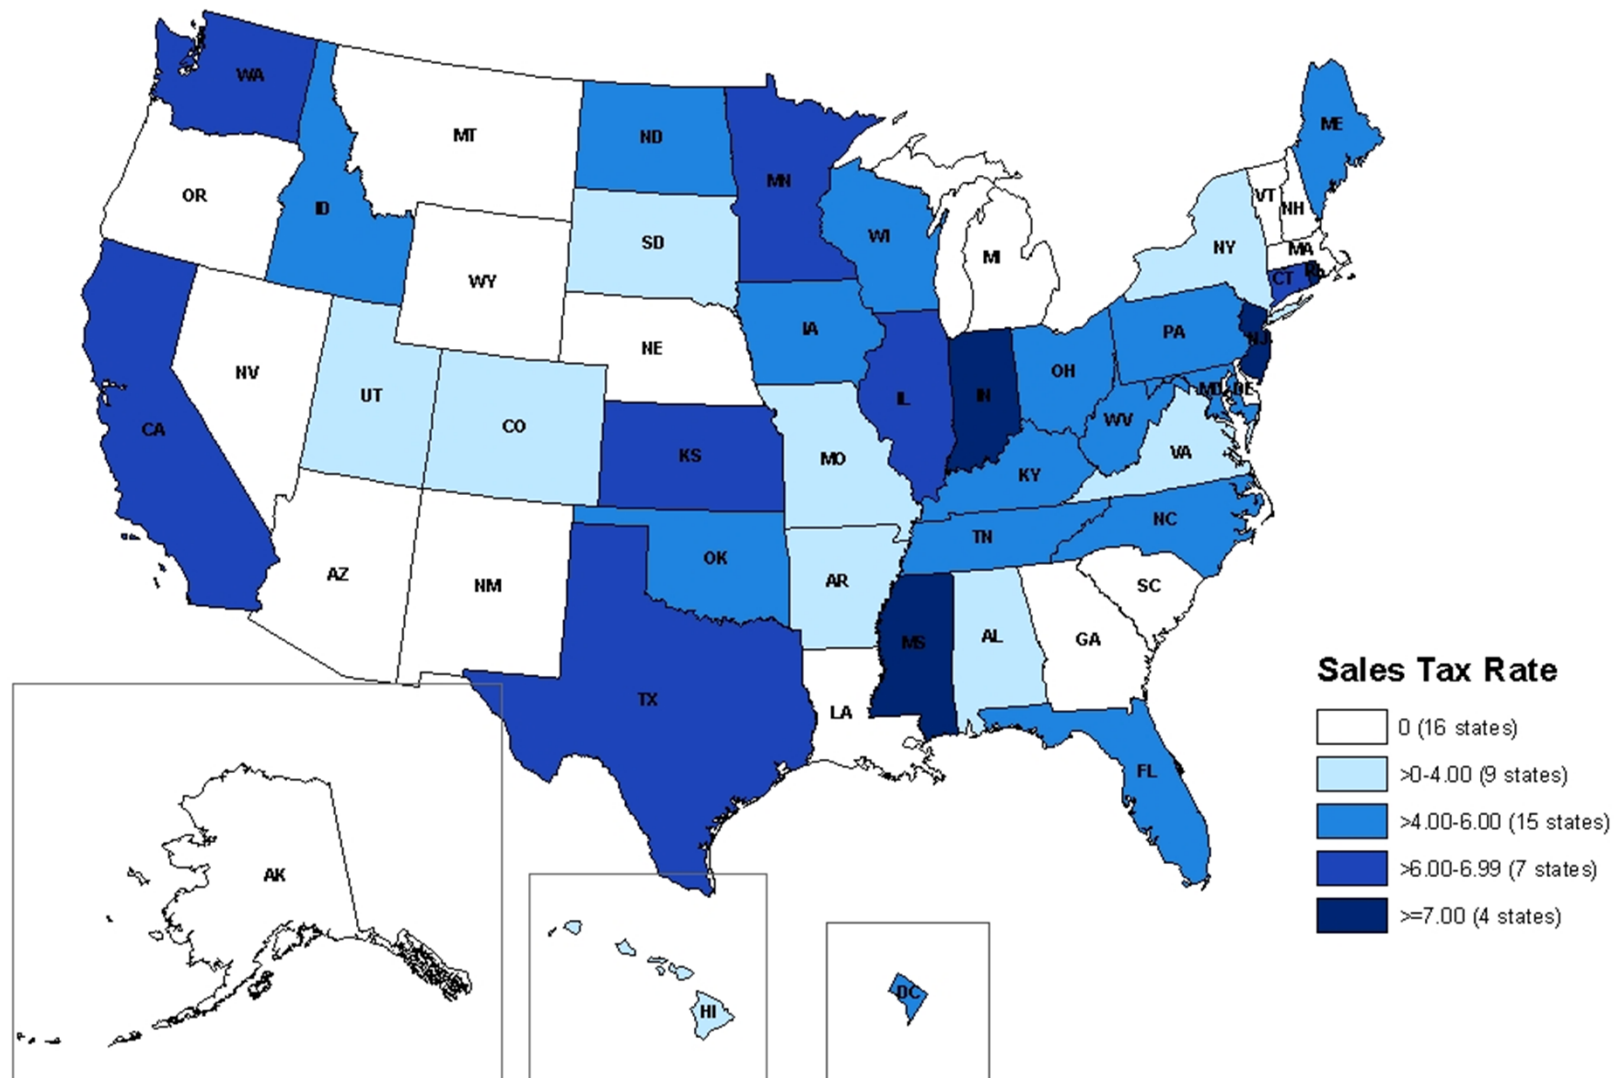 WA
MT
ND
MN
ME
OR
ID
SD
WI
VT
NH
WY
MI
NY
MA
CT
RI
NV
UT
NE
IA
PA
NJ
CA
CO
KS
MO
IL
IN
OH
MD
DE
WV
VA
KY
AZ
NM
OK
AR
TN
NC
SC
TX
LA
MS
AL
GA
FL
AK
HI
DC
Sales Tax Rate
0 (16 states)
>0-4.00 (9 states)
>4.00-6.00 (15 states)
>6.00-6.99 (7 states)
>=7.00 (4 states)